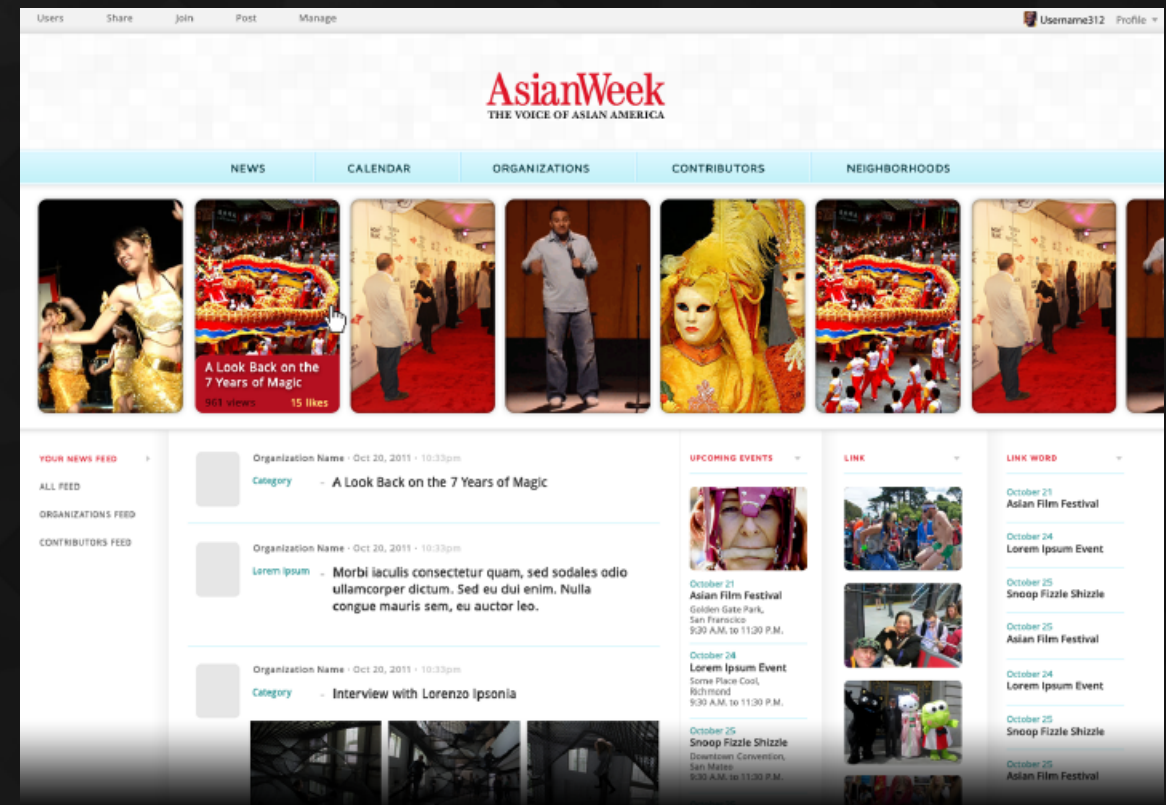 Users Share Join Post Manage
Username312 Profile
AsianWeek
THE VOICE OF ASIAN AMERICA
NEWS CALENDAR ORGANIZATIONS CONTRIBUTORS NEIGHBORHOODS
A Look Back on the
7 Years of Magic
961 views 15 likes
YOUR NEWS FEED
ALL FEED
ORGANIZATIONS FEED
CONTRIBUTORS FEED
Organization Name · Oct 20, 2011 · 10:33pm
Category - A Look Back on the 7 Years of Magic
Organization Name · Oct 20, 2011 · 10:33pm
Lorem Ipsum - Morbi iaculis consectetur quam, sed sodales odio
ullamcorper dictum. Sed eu dui enim. Nulla
congue mauris sem, eu auctor leo.
Organization Name · Oct 20, 2011 · 10:33pm
Category - Interview with Lorenzo Ipsonia
UPCOMING EVENTS
October 21
Asian Film Festival
Golden Gate Park,
San Franscico
9:30 A.M. to 11:30 P.M.
October 24
Lorem Ipsum Event
Some Place Cool,
Richmond
9:30 A.M. to 11:30 P.M.
October 25
Snoop Fizzle Shizzle
Downtown Convention,
San Mateo
9:30 A.M. to 11:30 P.M.
LINK
LINK WORD
October 21
Asian Film Festival
October 24
Lorem Ipsum Event
October 25
Snoop Fizzle Shizzle
October 25
Asian Film Festival
October 24
Lorem Ipsum Event
October 25
Snoop Fizzle Shizzle
October 25
Asian Film Festival